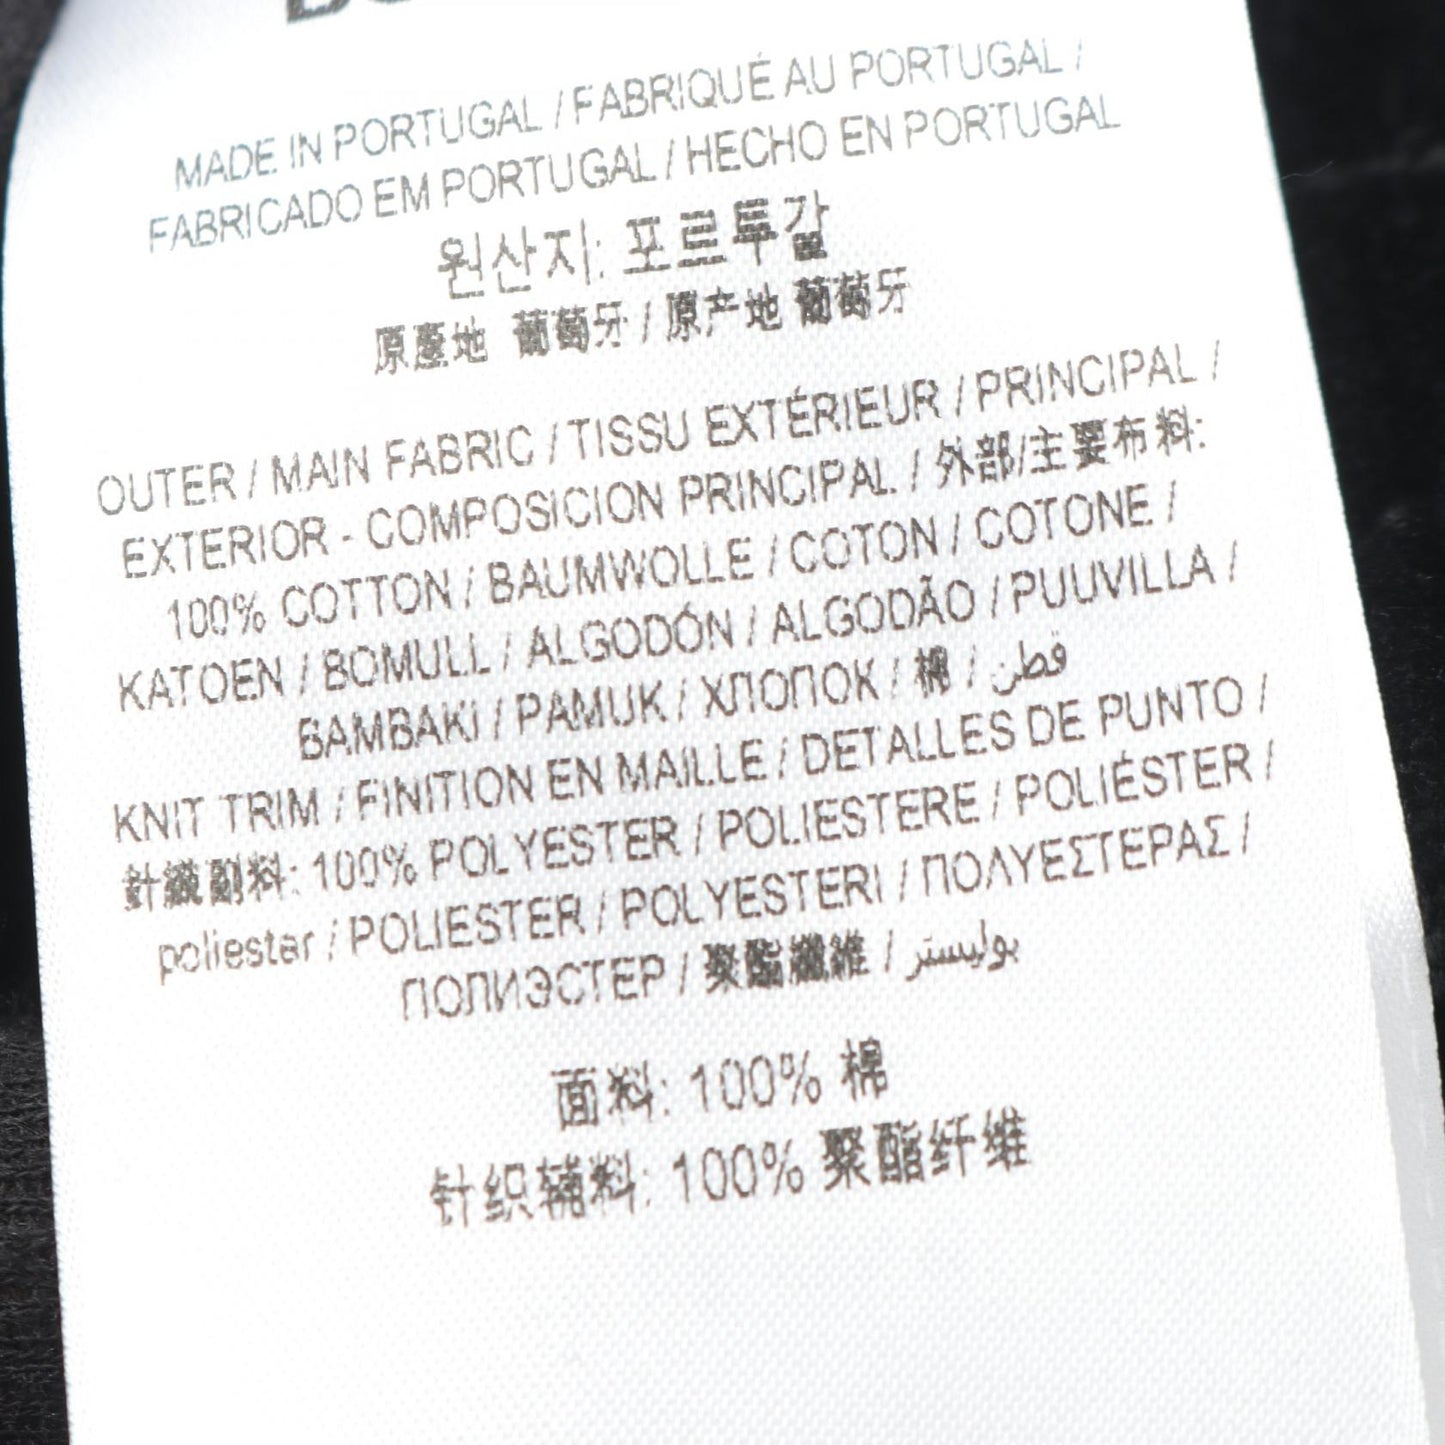 MADE IN PORTUGAL / FABRIQUÉ AU PORTUGAL /
FABRICADO EM PORTUGAL / HECHO EN PORTUGAL
원산지: 포르투갈
原產地 葡萄牙 / 原产地 葡萄牙
OUTER / MAIN FABRIC / TISSU EXTÉRIEUR / PRINCIPAL /
EXTERIOR - COMPOSICION PRINCIPAL / 外部/主要布料:
100% COTTON / BAUMWOLLE / COTON / COTONE /
KATOEN / BOMULL / ALGODÓN / ALGODÃO / PUUVILLA /
BAMBAKI / PAMUK / ХЛОПОК / 棉 / قطن
KNIT TRIM / FINITION EN MAILLE / DETALLES DE PUNTO /
針織副料: 100% POLYESTER / POLIESTERE / POLIÉSTER /
poliestar / POLIESTER / POLYESTERI / ΠΟΛΥΕΣΤΕΡΑΣ /
ПОЛИЭСТЕР / 聚酯纖維 / بوليستر
面料: 100% 棉
针织辅料: 100% 聚酯纤维